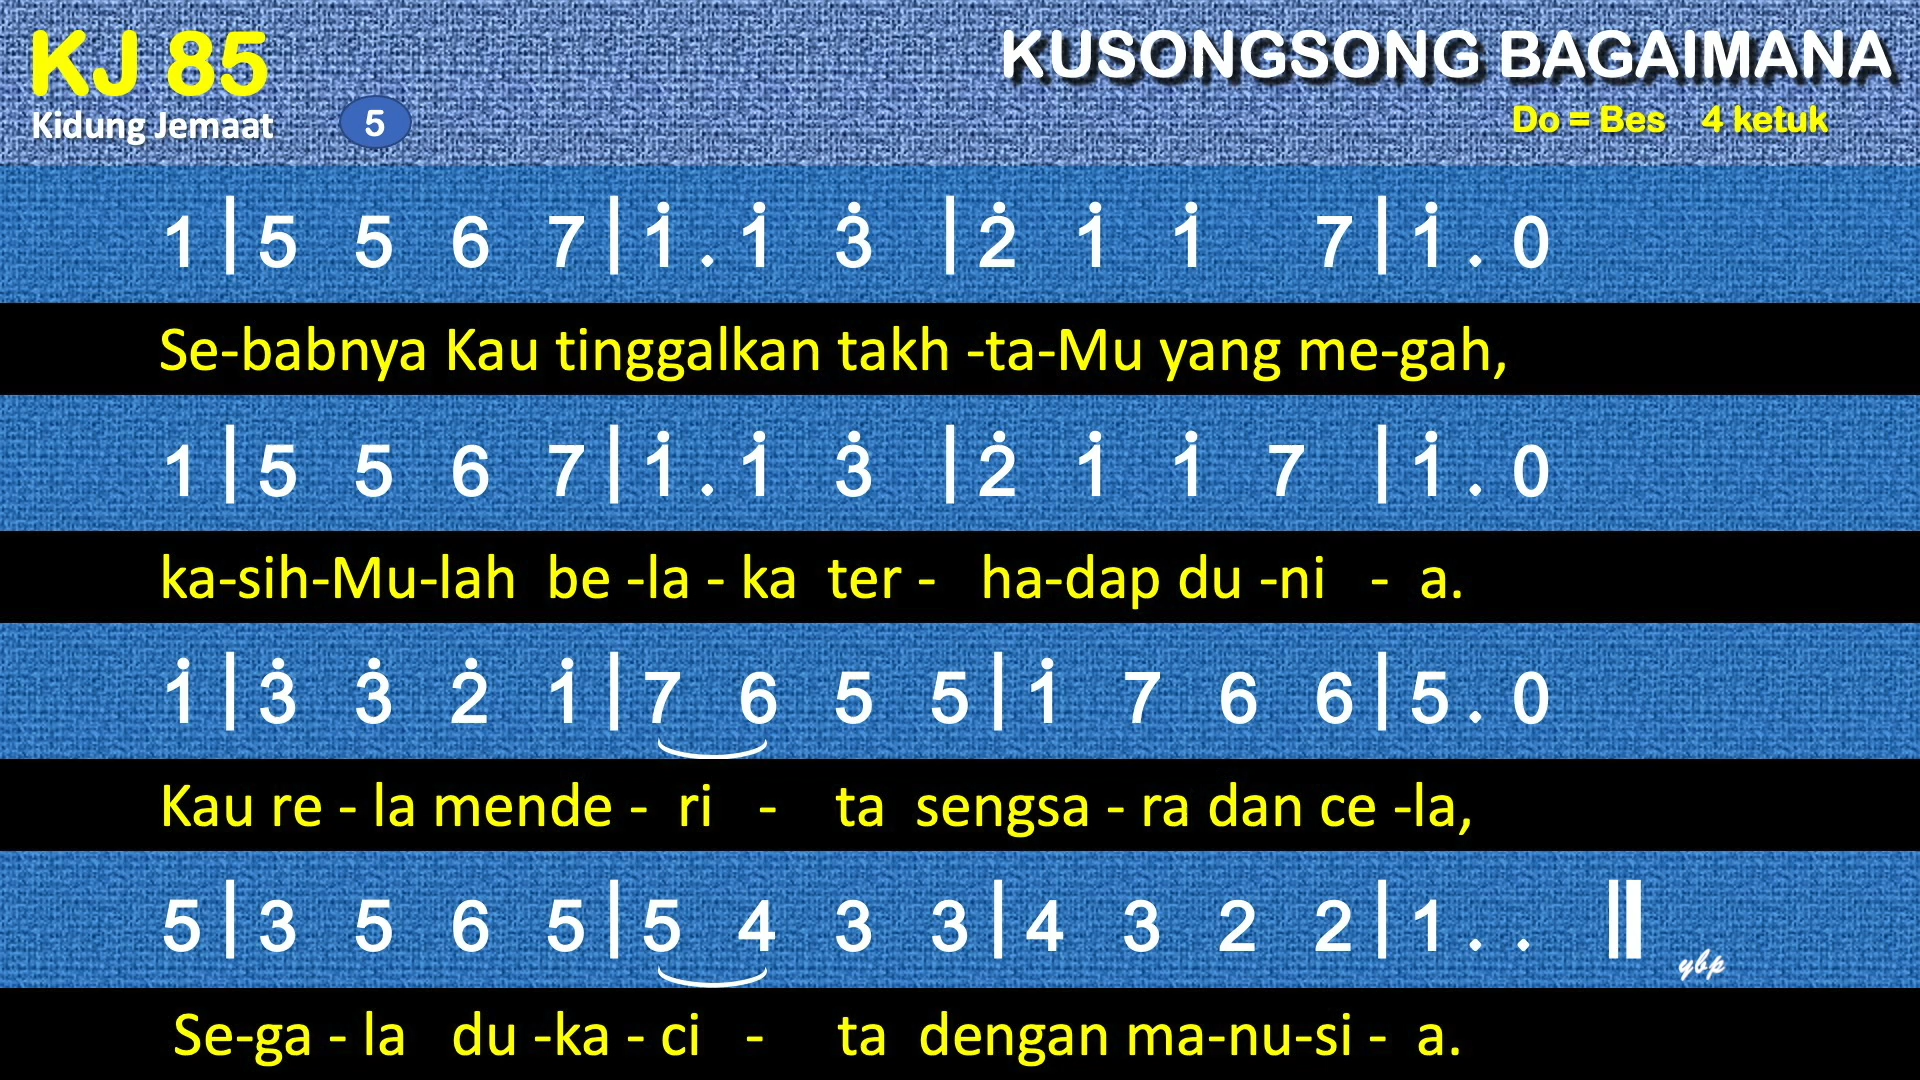 KJ 85
KUSONGSONG BAGAIMANA
Kidung Jemaat
5
Do = Bes 4 ketuk
1 | 5 5 6 7 | 1̇ . 1̇ 3̇ | 2̇ 1̇ 1̇ 7 | 1̇ . 0
Se-babnya Kau tinggalkan takh -ta-Mu yang me-gah,
1 | 5 5 6 7 | 1̇ . 1̇ 3̇ | 2̇ 1̇ 1̇ 7 | 1̇ . 0
ka-sih-Mu-lah be -la - ka ter - ha-dap du -ni - a.
1̇ | 3̇ 3̇ 2̇ 1̇ | 7 6 5 5 | 1̇ 7 6 6 | 5 . 0
Kau re - la mende - ri - ta sengsa - ra dan ce -la,
5 | 3 5 6 5 | 5 4 3 3 | 4 3 2 2 | 1 . . ||
ybp
Se-ga - la du -ka - ci - ta dengan ma-nu-si - a.